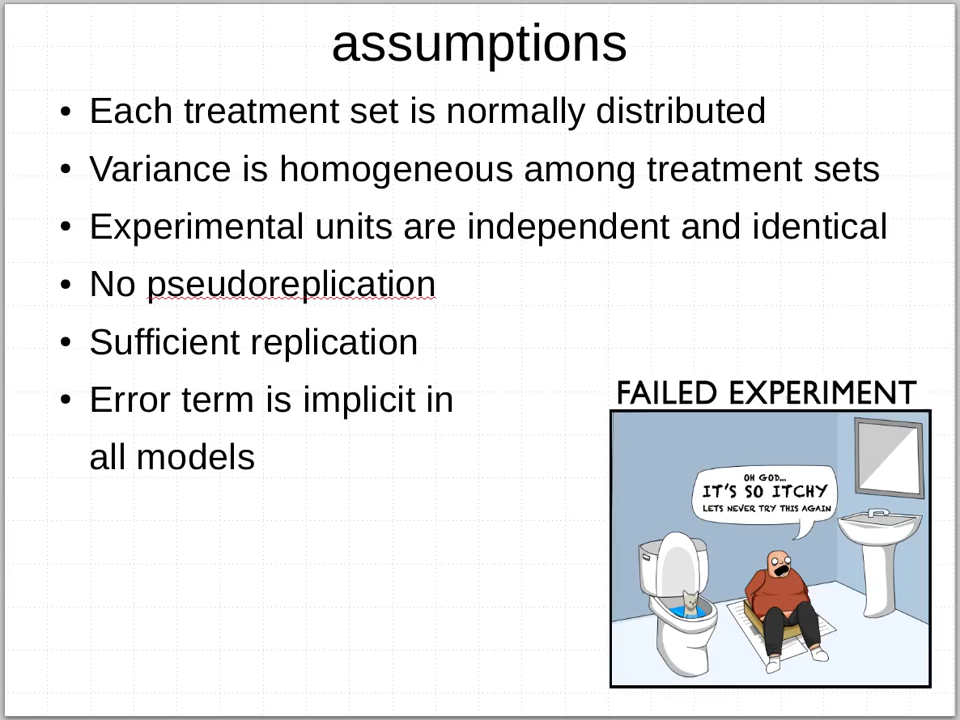 assumptions
• Each treatment set is normally distributed
• Variance is homogeneous among treatment sets
• Experimental units are independent and identical
• No pseudoreplication
• Sufficient replication
• Error term is implicit in
all models
FAILED EXPERIMENT
OH GOD...
IT'S SO ITCHY
LETS NEVER TRY THIS AGAIN